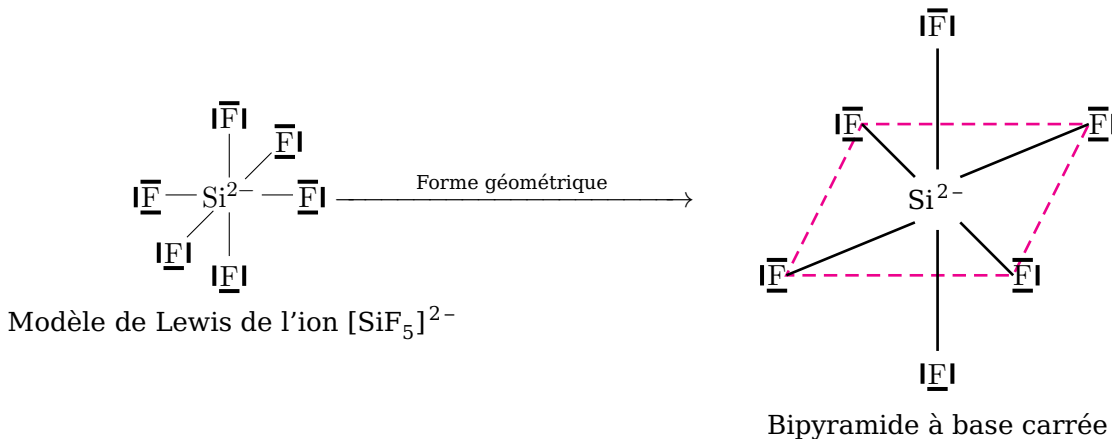 F
F
F
F
Si²⁻
F
Forme géométrique
F
F
F
F
Si²⁻
F
F
F
F
Modèle de Lewis de l'ion [SiF₅]²⁻
Bipyramide à base carrée